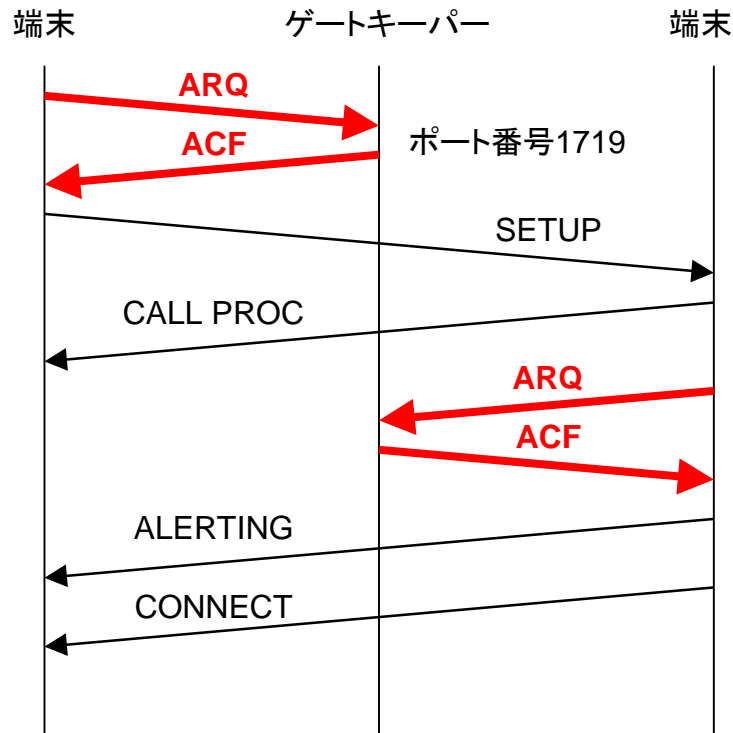 端末
ゲートキーパー
端末
ARQ
ACF
ポート番号1719
SETUP
CALL PROC
ARQ
ACF
ALERTING
CONNECT